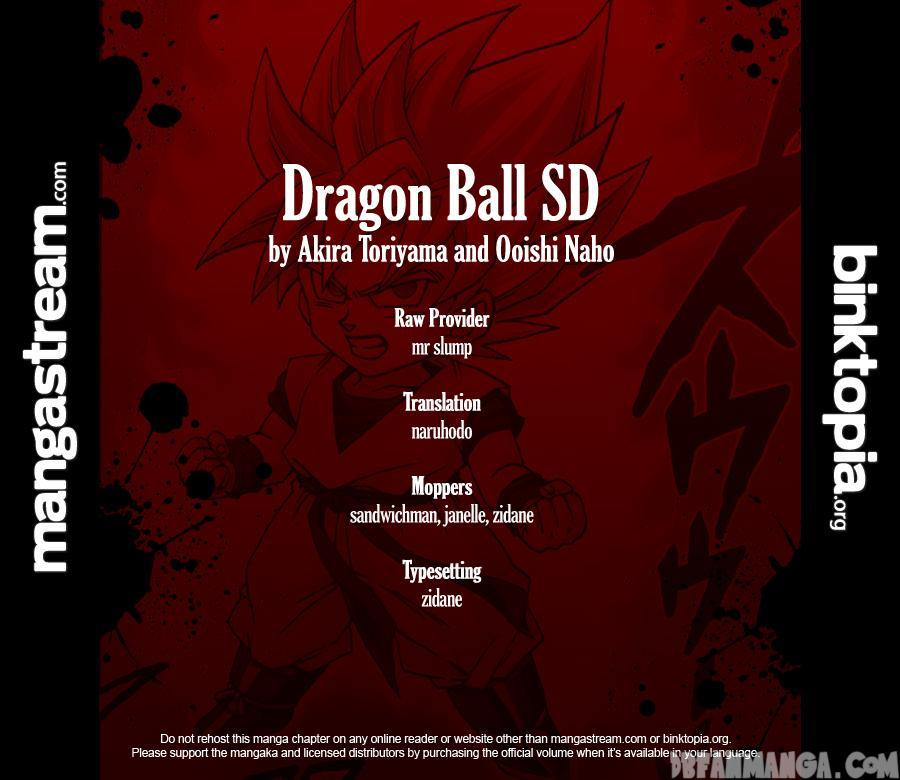 Dragon Ball SD
by Akira Toriyama and Ooishi Naho
Raw Provider
mr slump
Translation
naruhodo
Moppers
sandwichman, janelle, zidane
Typesetting
zidane
mangastream.com
binktopia.org
Do not rehost this manga chapter on any online reader or website other than mangastream.com or binktopia.org.
Please support the mangaka and licensed distributors by purchasing the official volume when it's available in your language.
DBFANMANGA.COM